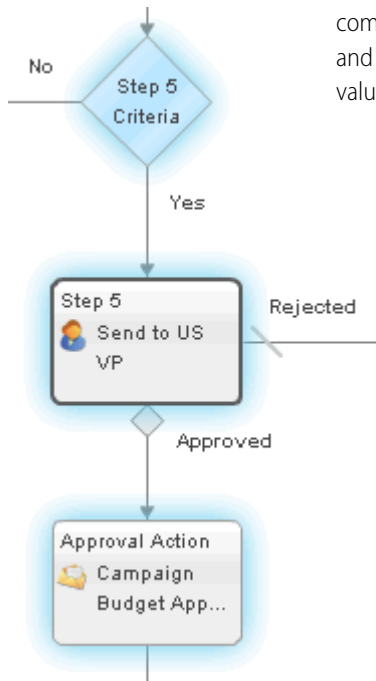 com
and
valu
No
Step 5
Criteria
Yes
Step 5
Send to US
VP
Rejected
Approved
Approval Action
Campaign
Budget App...